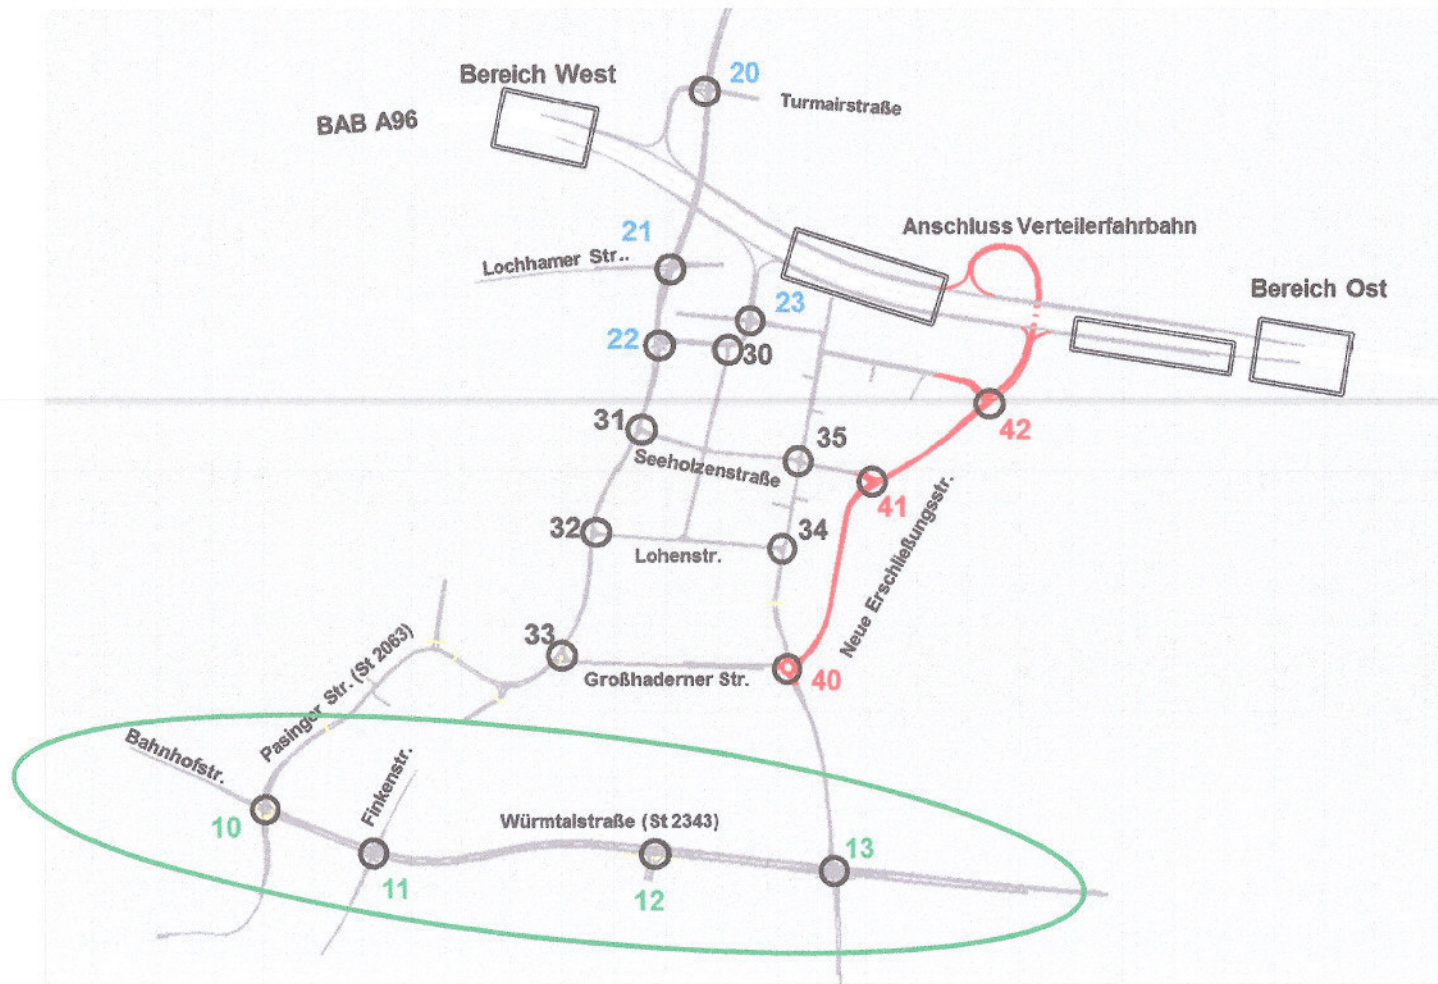 20
Bereich West
Turmairstraße
BAB A96
21
Anschluss Verteilerfahrbahn
Lochhamer Str..
Bereich Ost
23
22
30
31
35
42
Seeholzenstraße
41
32
34
Lohenstr.
Neue Erschließungsstr.
33
Pasinger Str. (St 2063)
Großhaderner Str.
40
Bahnhofstr.
Finkenstr.
Würmtalstraße (St 2343)
10
13
11
12